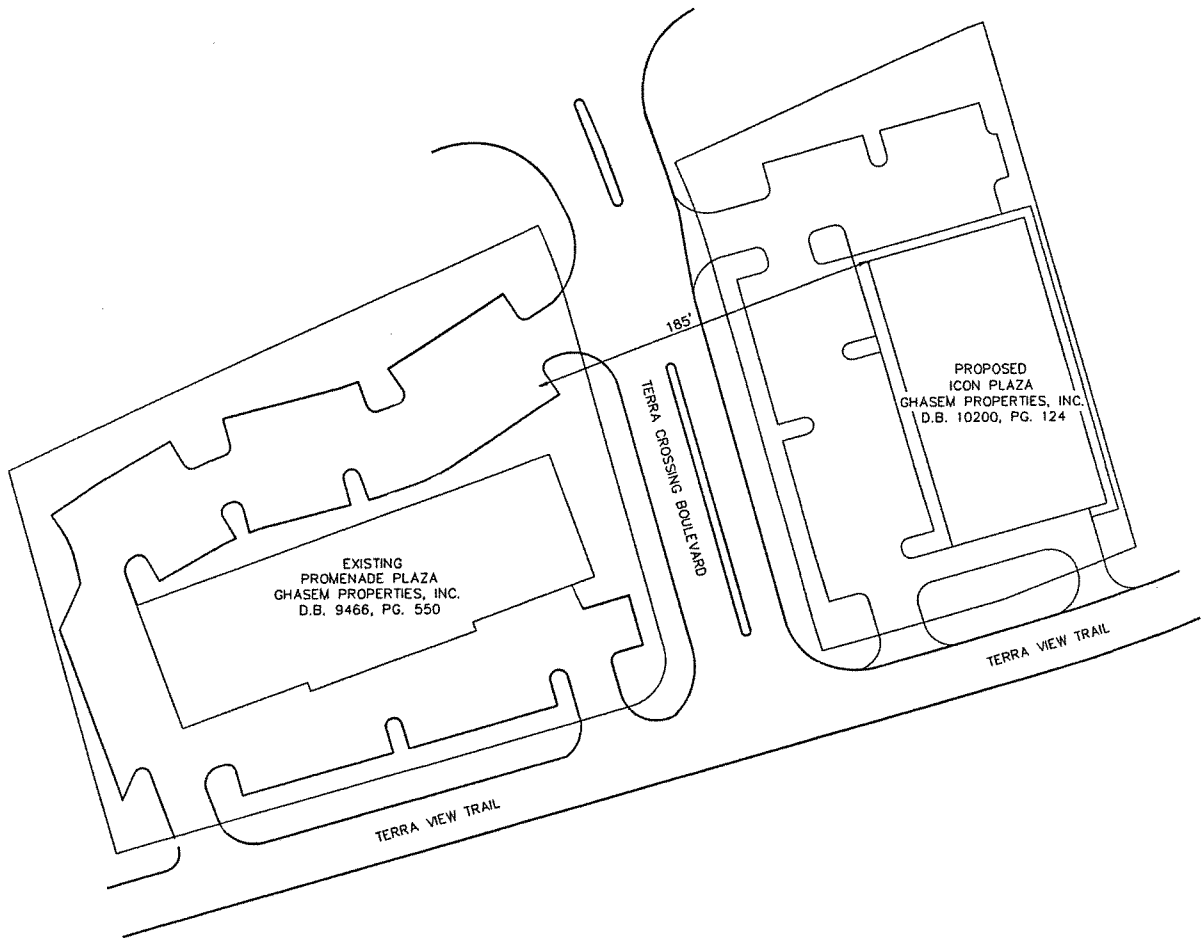 185'
TERRA CROSSING BOULEVARD
PROPOSED
ICON PLAZA
GHASEM PROPERTIES, INC.
D.B. 10200, PG. 124
EXISTING
PROMENADE PLAZA
GHASEM PROPERTIES, INC.
D.B. 9466, PG. 550
TERRA VIEW TRAIL
TERRA VIEW TRAIL